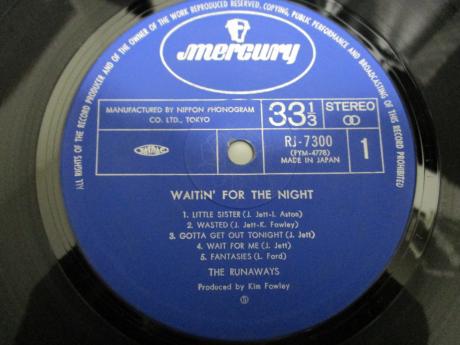 ALL RIGHTS OF THE RECORD PRODUCER AND OF THE OWNER OF THE WORK REPRODUCED RESERVED, COPYING, PUBLIC PERFORMANCE AND BROADCASTING OF THIS RECORD PROHIBITED
mercury
MANUFACTURED BY NIPPON PHONOGRAM
CO. LTD., TOKYO
33 1/3
STEREO
RJ-7300
(FYM-4778)
MADE IN JAPAN
1
WAITIN' FOR THE NIGHT
1. LITTLE SISTER (J. Jett-I. Aston)
2. WASTED (J. Jett-K. Fowley)
3. GOTTA GET OUT TONIGHT (J. Jett)
4. WAIT FOR ME (J. Jett)
5. FANTASIES (L. Ford)
THE RUNAWAYS
Produced by Kim Fowley